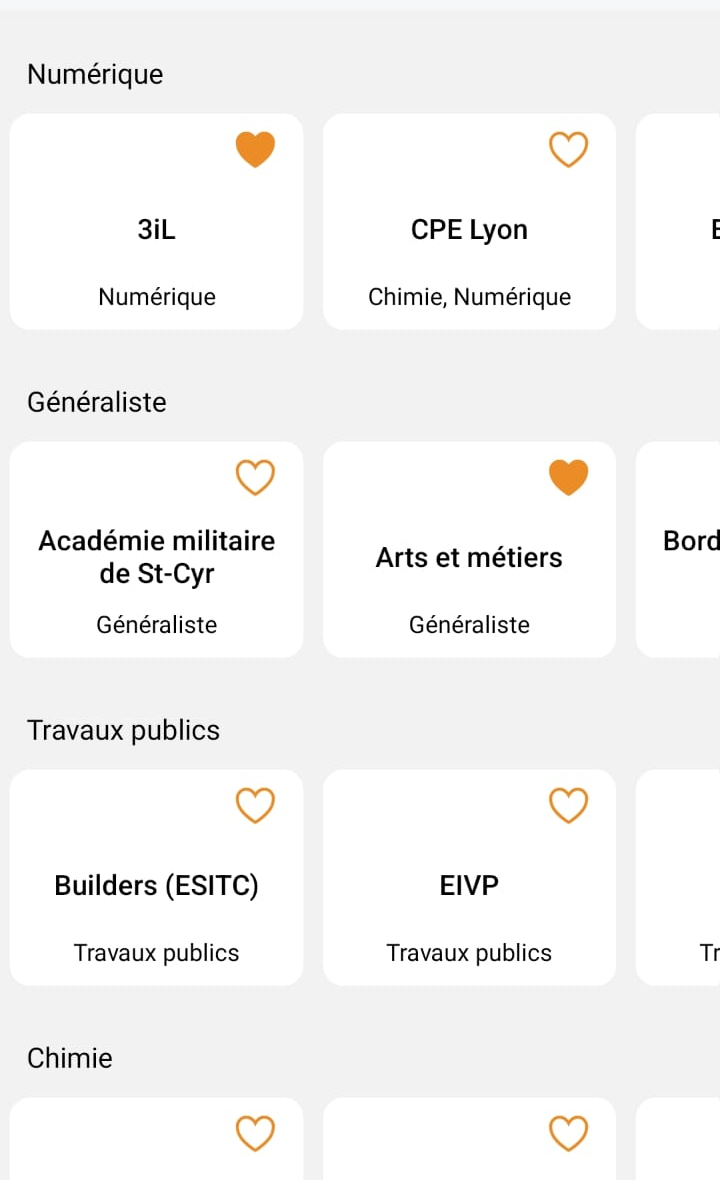 Numérique
3iL
CPE Lyon
Numérique
Chimie, Numérique
Généraliste
Académie militaire
de St-Cyr
Arts et métiers
Bord
Généraliste
Généraliste
Travaux publics
Builders (ESITC)
EIVP
Travaux publics
Travaux publics
Tr
Chimie